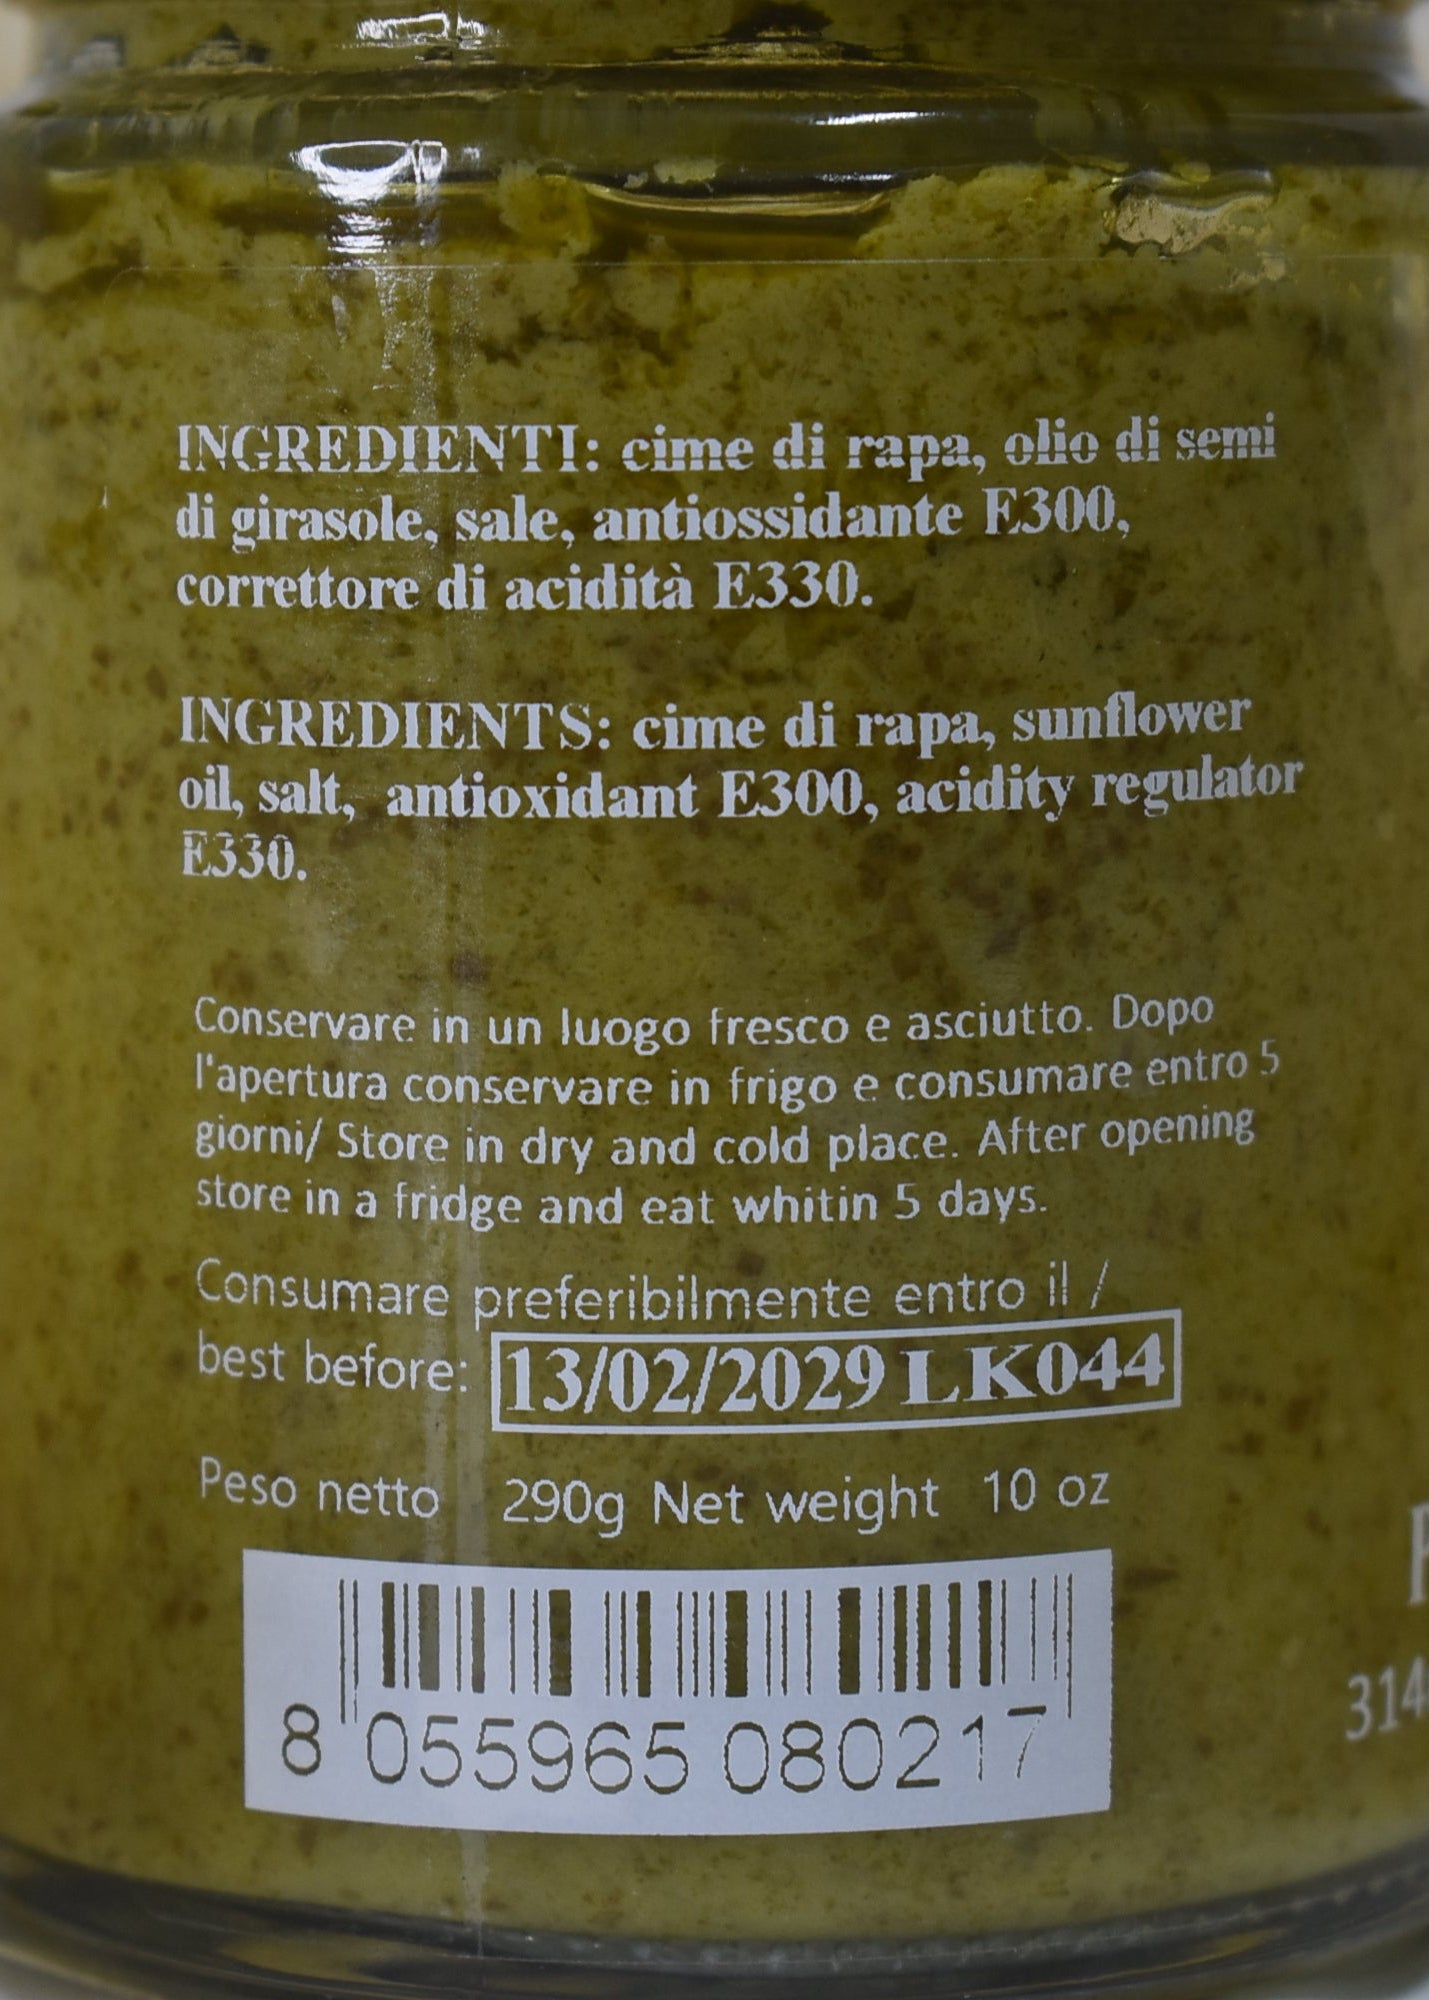 INGREDIENTI: cime di rapa, olio di semi
di girasole, sale, antiossidante E300,
correttore di acidità E330.
INGREDIENTS: cime di rapa, sunflower
oil, salt, antioxidant E300, acidity regulator
E330.
Conservare in un luogo fresco e asciutto. Dopo
l'apertura conservare in frigo e consumare entro 5
giorni/ Store in dry and cold place. After opening
store in a fridge and eat whitin 5 days.
Consumare preferibilmente entro il /
best before: 13/02/2029 LK044
Peso netto 290g Net weight 10 oz
8 055965 080217
314